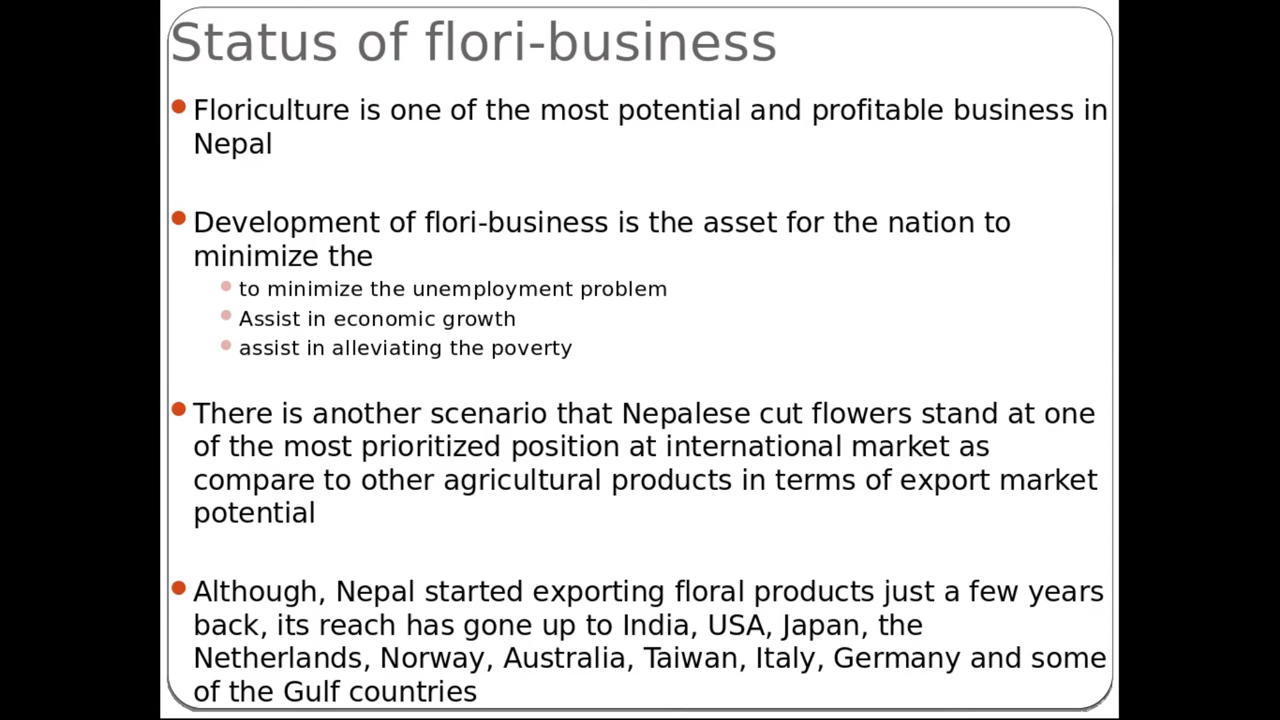 Status of flori-business
Floriculture is one of the most potential and profitable business in
Nepal
Development of flori-business is the asset for the nation to
minimize the
to minimize the unemployment problem
Assist in economic growth
assist in alleviating the poverty
There is another scenario that Nepalese cut flowers stand at one
of the most prioritized position at international market as
compare to other agricultural products in terms of export market
potential
Although, Nepal started exporting floral products just a few years
back, its reach has gone up to India, USA, Japan, the
Netherlands, Norway, Australia, Taiwan, Italy, Germany and some
of the Gulf countries